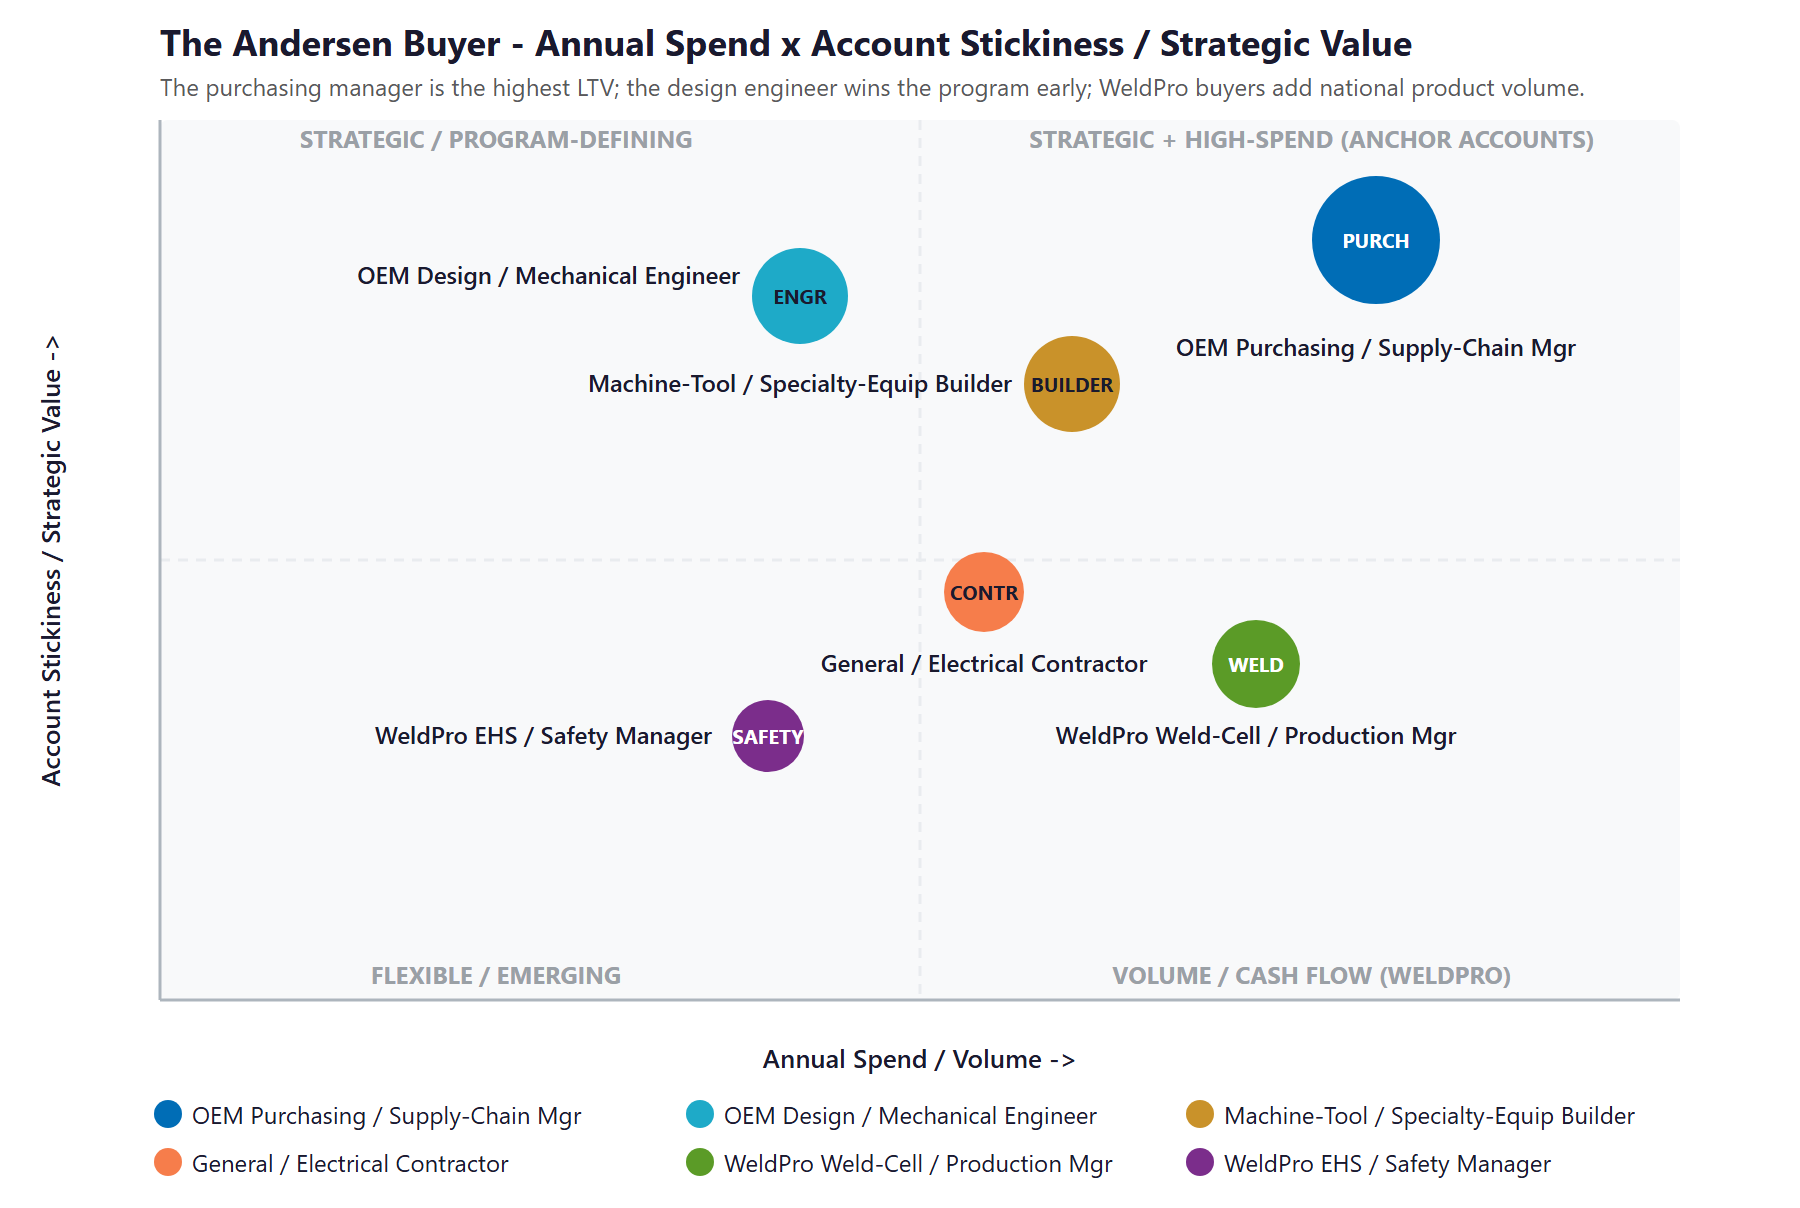 The Andersen Buyer - Annual Spend x Account Stickiness / Strategic Value
The purchasing manager is the highest LTV; the design engineer wins the program early; WeldPro buyers add national product volume.
STRATEGIC / PROGRAM-DEFINING
STRATEGIC + HIGH-SPEND (ANCHOR ACCOUNTS)
PURCH
OEM Purchasing / Supply-Chain Mgr
OEM Design / Mechanical Engineer
ENGR
Machine-Tool / Specialty-Equip Builder
BUILDER
Account Stickiness / Strategic Value ->
CONTR
General / Electrical Contractor
WELD
WeldPro Weld-Cell / Production Mgr
WeldPro EHS / Safety Manager
SAFETY
FLEXIBLE / EMERGING
VOLUME / CASH FLOW (WELDPRO)
Annual Spend / Volume ->
OEM Purchasing / Supply-Chain Mgr
OEM Design / Mechanical Engineer
Machine-Tool / Specialty-Equip Builder
General / Electrical Contractor
WeldPro Weld-Cell / Production Mgr
WeldPro EHS / Safety Manager